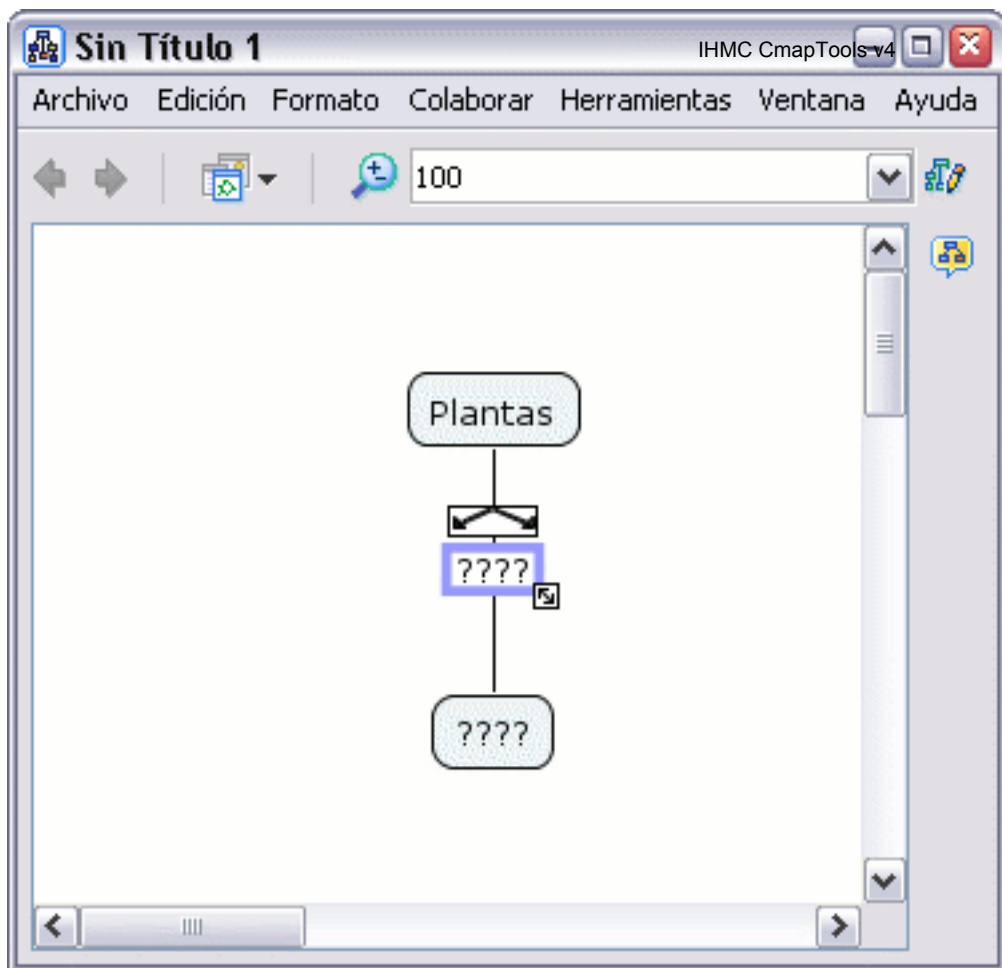 Sin Título 1 IHMC CmapTools v4
Archivo Edición Formato Colaborar Herramientas Ventana Ayuda
100
Plantas
????
????